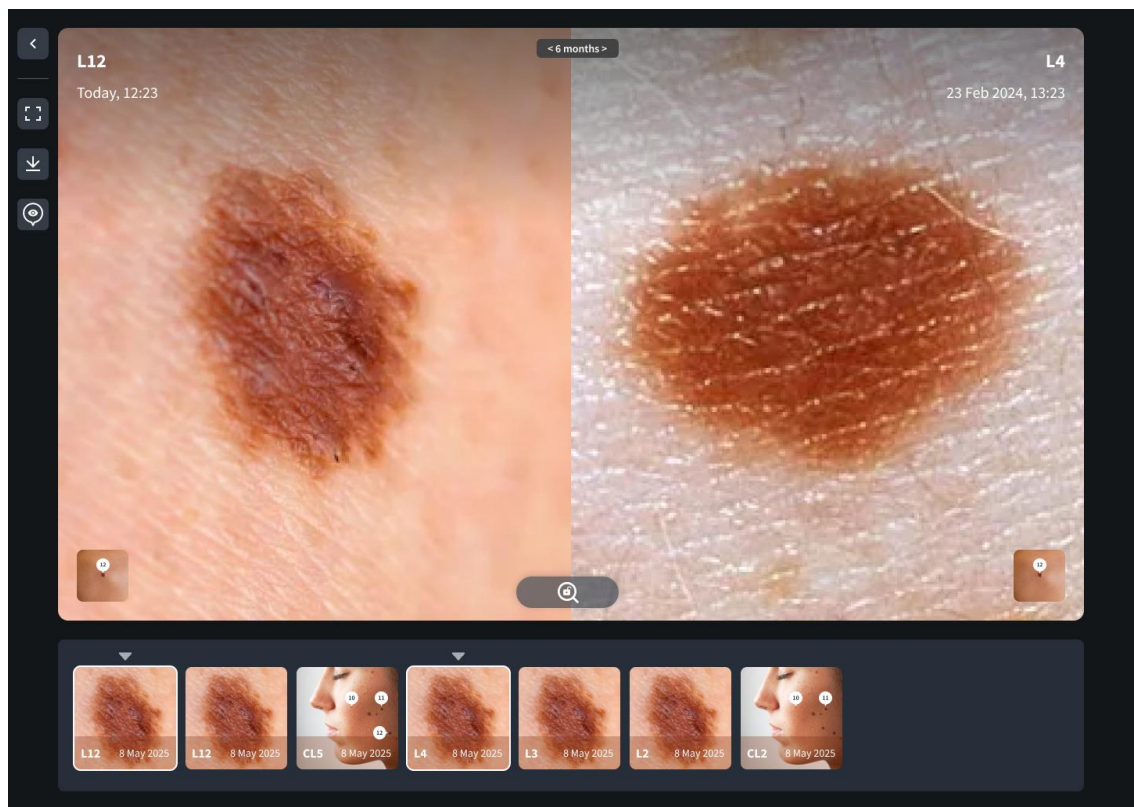 < 6 months >
L12
L4
Today, 12:23
23 Feb 2024, 13:23
12
12
10
11
12
10
11
L12 8 May 2025
L12 8 May 2025
CL5 8 May 2025
L4 8 May 2025
L3 8 May 2025
L2 8 May 2025
CL2 8 May 2025